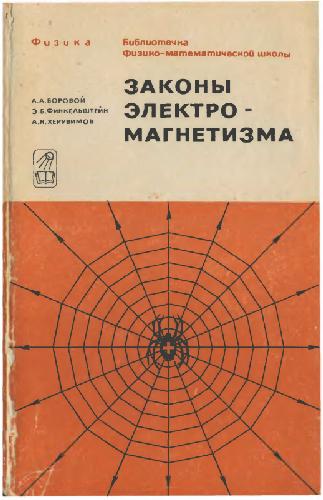 Физика
Библиотечка
Физико-математической школы
А.А.БОРОВОЙ
Э.Б.ФИНКЕЛЬШТЕЙН
А.Н.ХЕРУВИМОВ
ЗАКОНЫ
ЭЛЕКТРО-
МАГНЕТИЗМА